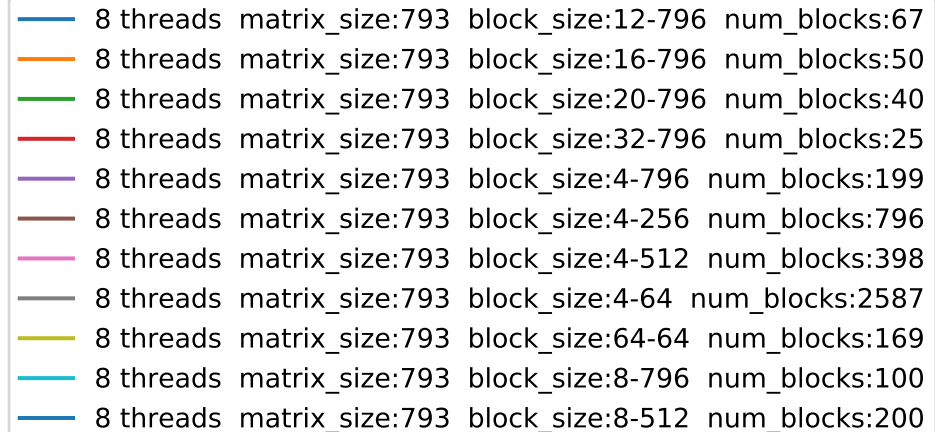 8 threads matrix_size:793 block_size:12-796 num_blocks:67
8 threads matrix_size:793 block_size:16-796 num_blocks:50
8 threads matrix_size:793 block_size:20-796 num_blocks:40
8 threads matrix_size:793 block_size:32-796 num_blocks:25
8 threads matrix_size:793 block_size:4-796 num_blocks:199
8 threads matrix_size:793 block_size:4-256 num_blocks:796
8 threads matrix_size:793 block_size:4-512 num_blocks:398
8 threads matrix_size:793 block_size:4-64 num_blocks:2587
8 threads matrix_size:793 block_size:64-64 num_blocks:169
8 threads matrix_size:793 block_size:8-796 num_blocks:100
8 threads matrix_size:793 block_size:8-512 num_blocks:200